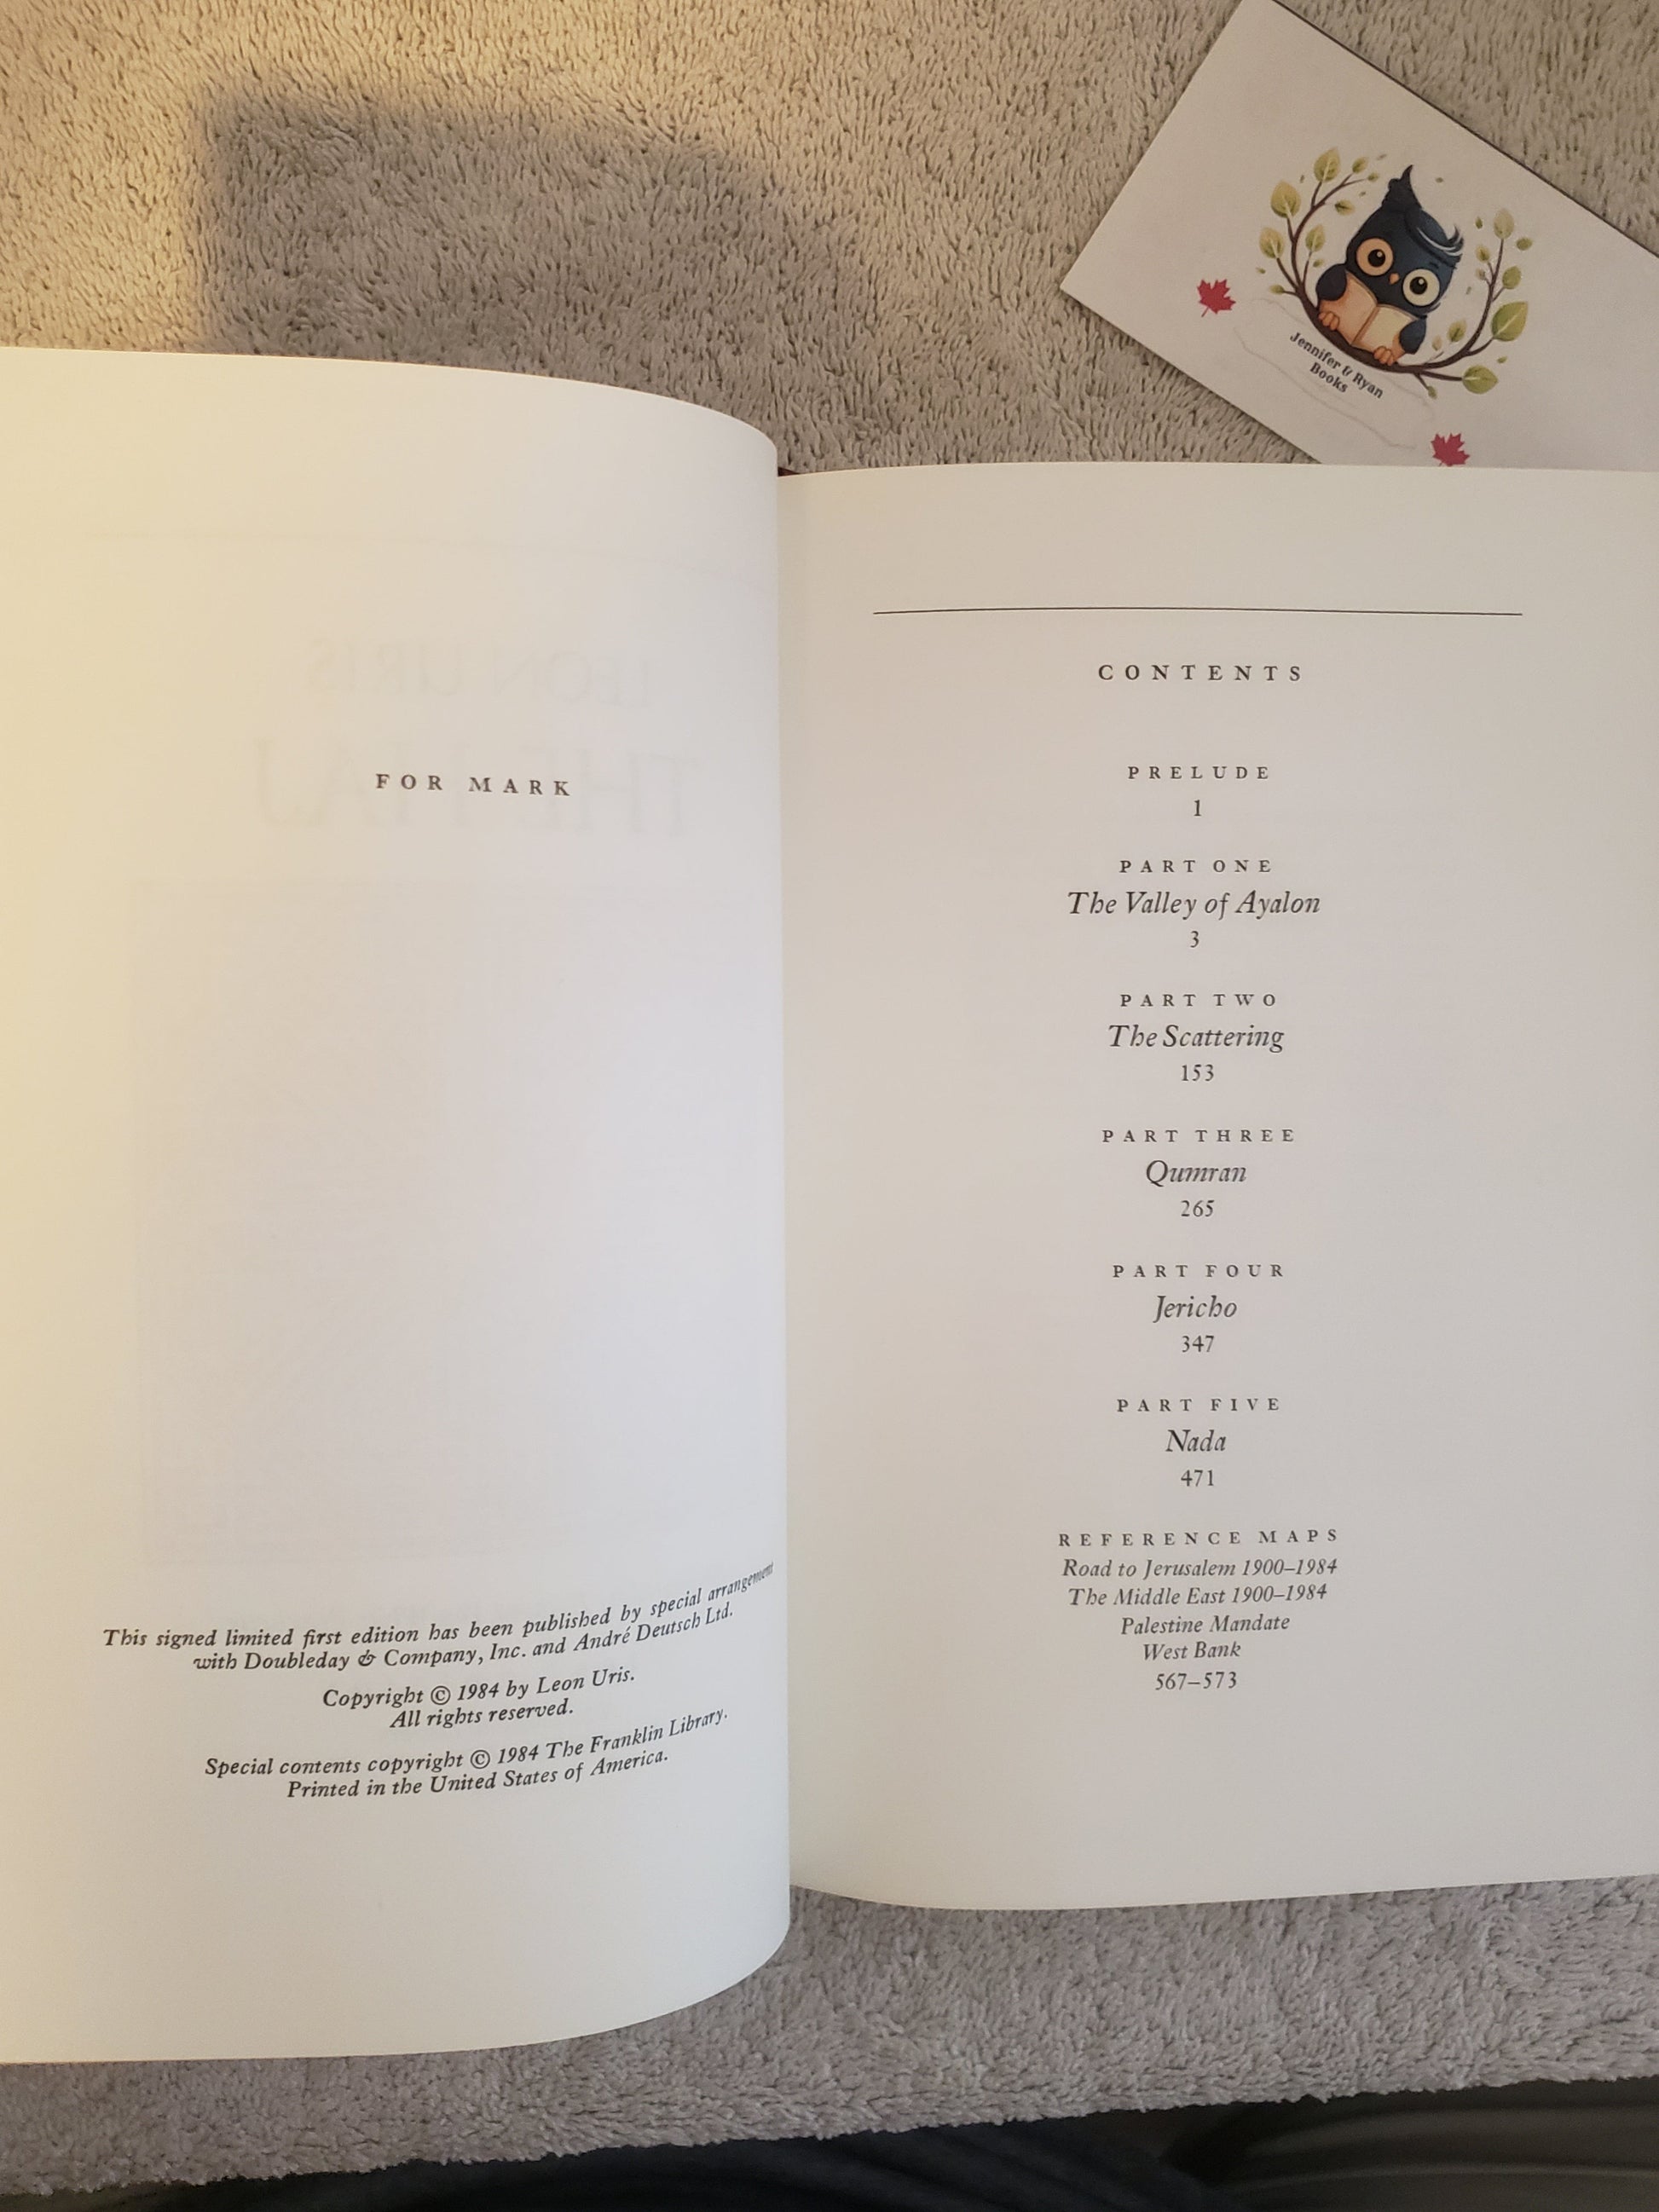 Jennifer & Ryan
Books
LEON URIS
THE HAJ
FOR MARK
This signed limited first edition has been published by special arrangement
with Doubleday & Company, Inc. and André Deutsch Ltd.
Copyright © 1984 by Leon Uris.
All rights reserved.
Special contents copyright © 1984 The Franklin Library.
Printed in the United States of America.
CONTENTS
PRELUDE
1
PART ONE
The Valley of Ayalon
3
PART TWO
The Scattering
153
PART THREE
Qumran
265
PART FOUR
Jericho
347
PART FIVE
Nada
471
REFERENCE MAPS
Road to Jerusalem 1900–1984
The Middle East 1900–1984
Palestine Mandate
West Bank
567–573